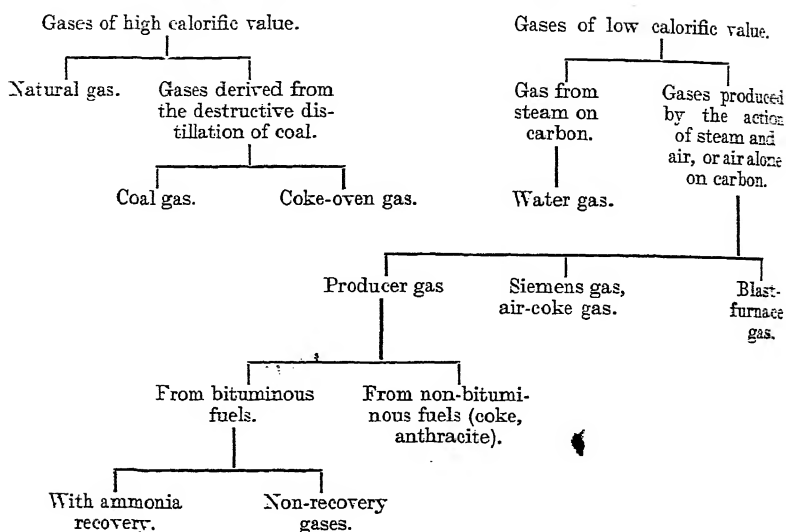 Gases of high calorific value.
Gases of low calorific value.
Natural gas.
Gases derived from
the destructive dis-
tillation of coal.
Gas from
steam on
carbon.
Gases produced
by the action
of steam and
air, or air alone
on carbon.
Coal gas.
Coke-oven gas.
Water gas.
Producer gas
Siemens gas,
air-coke gas.
Blast-
furnace
gas.
From bituminous
fuels.
From non-bitumi-
nous fuels (coke,
anthracite).
With ammonia
recovery.
Non-recovery
gases.